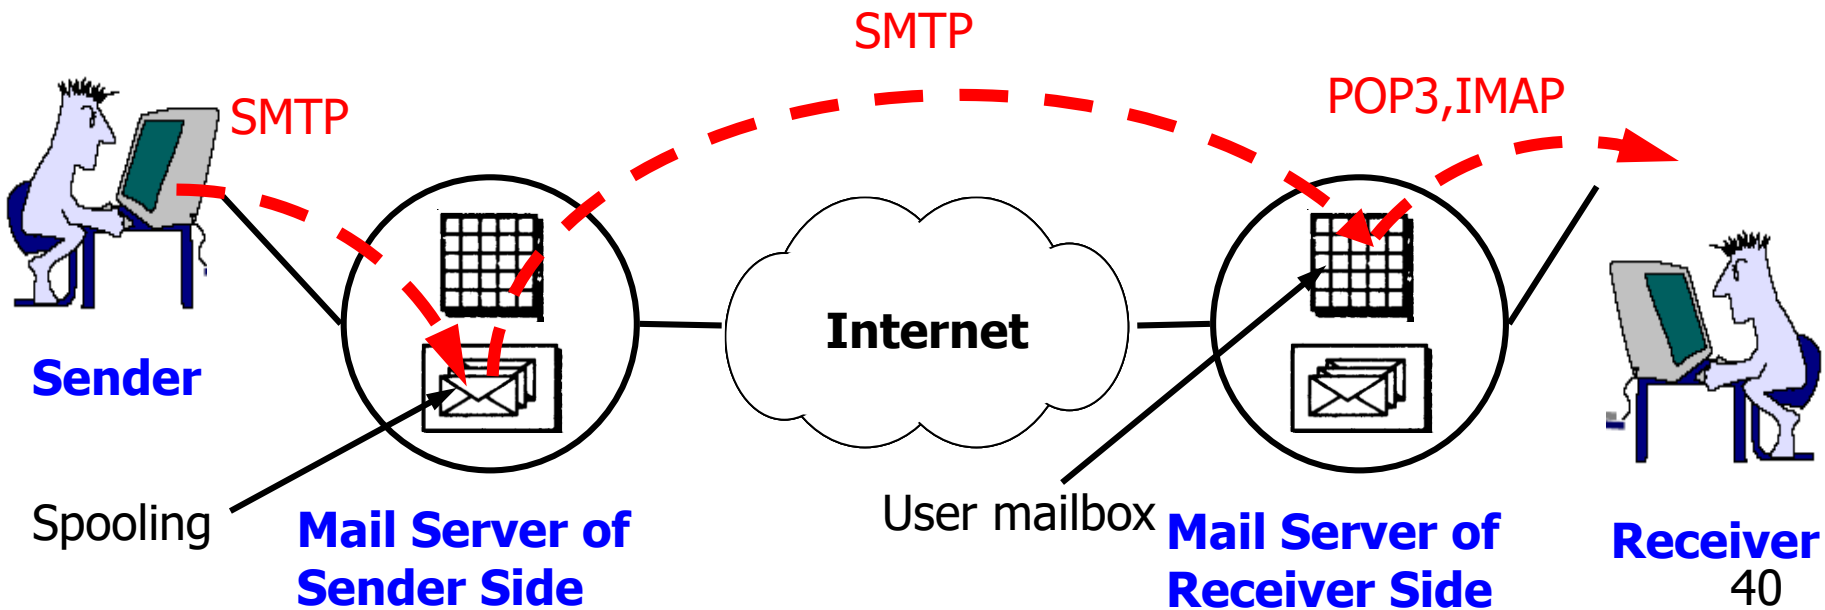 SMTP
SMTP
POP3,IMAP
Internet
Sender
Spooling
Mail Server of
Sender Side
User mailbox
Mail Server of
Receiver Side
Receiver
40